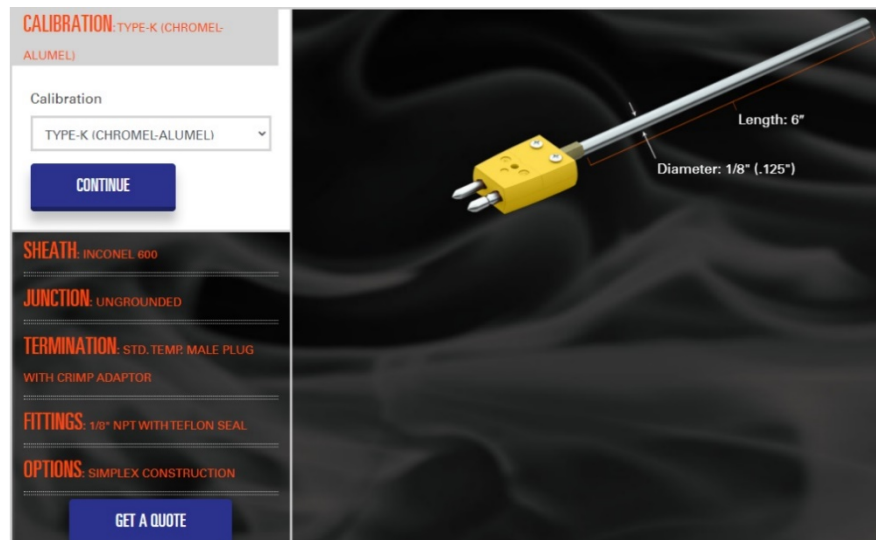 CALIBRATION: TYPE-K (CHROMEL-
ALUMEL)
Calibration
TYPE-K (CHROMEL-ALUMEL)
CONTINUE
SHEATH: INCONEL 600
JUNCTION: UNGROUNDED
TERMINATION: STD. TEMP. MALE PLUG
WITH CRIMP ADAPTOR
FITTINGS: 1/8" NPT WITH TEFLON SEAL
OPTIONS: SIMPLEX CONSTRUCTION
GET A QUOTE
Length: 6"
Diameter: 1/8" (.125")